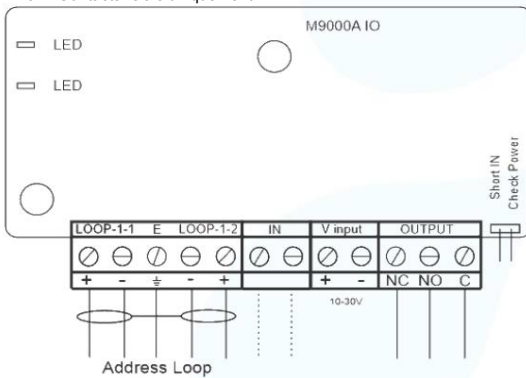 M9000A IO
LED
LED
Short IN
Check Power
LOOP-1-1 E LOOP-1-2 IN V input OUTPUT
+ - ⏚ - + + - NC NO C
10-30V
Address Loop